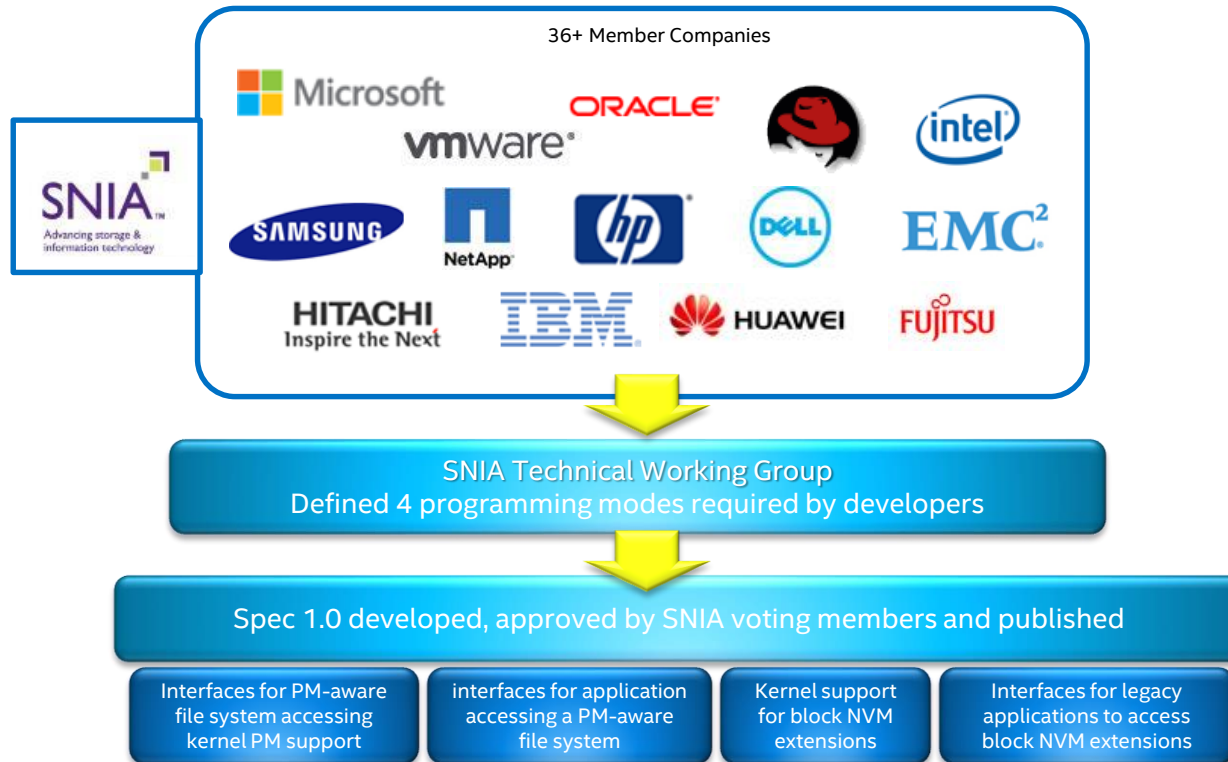 36+ Member Companies
Microsoft
ORACLE®
vmware®
intel®
SNIA™
Advancing storage &
information technology
SAMSUNG
NetApp®
hp®
DELL
EMC²®
HITACHI
Inspire the Next
IBM®
HUAWEI
FUJITSU
SNIA Technical Working Group
Defined 4 programming modes required by developers
Spec 1.0 developed, approved by SNIA voting members and published
Interfaces for PM-aware
file system accessing
kernel PM support
interfaces for application
accessing a PM-aware
file system
Kernel support
for block NVM
extensions
Interfaces for legacy
applications to access
block NVM extensions